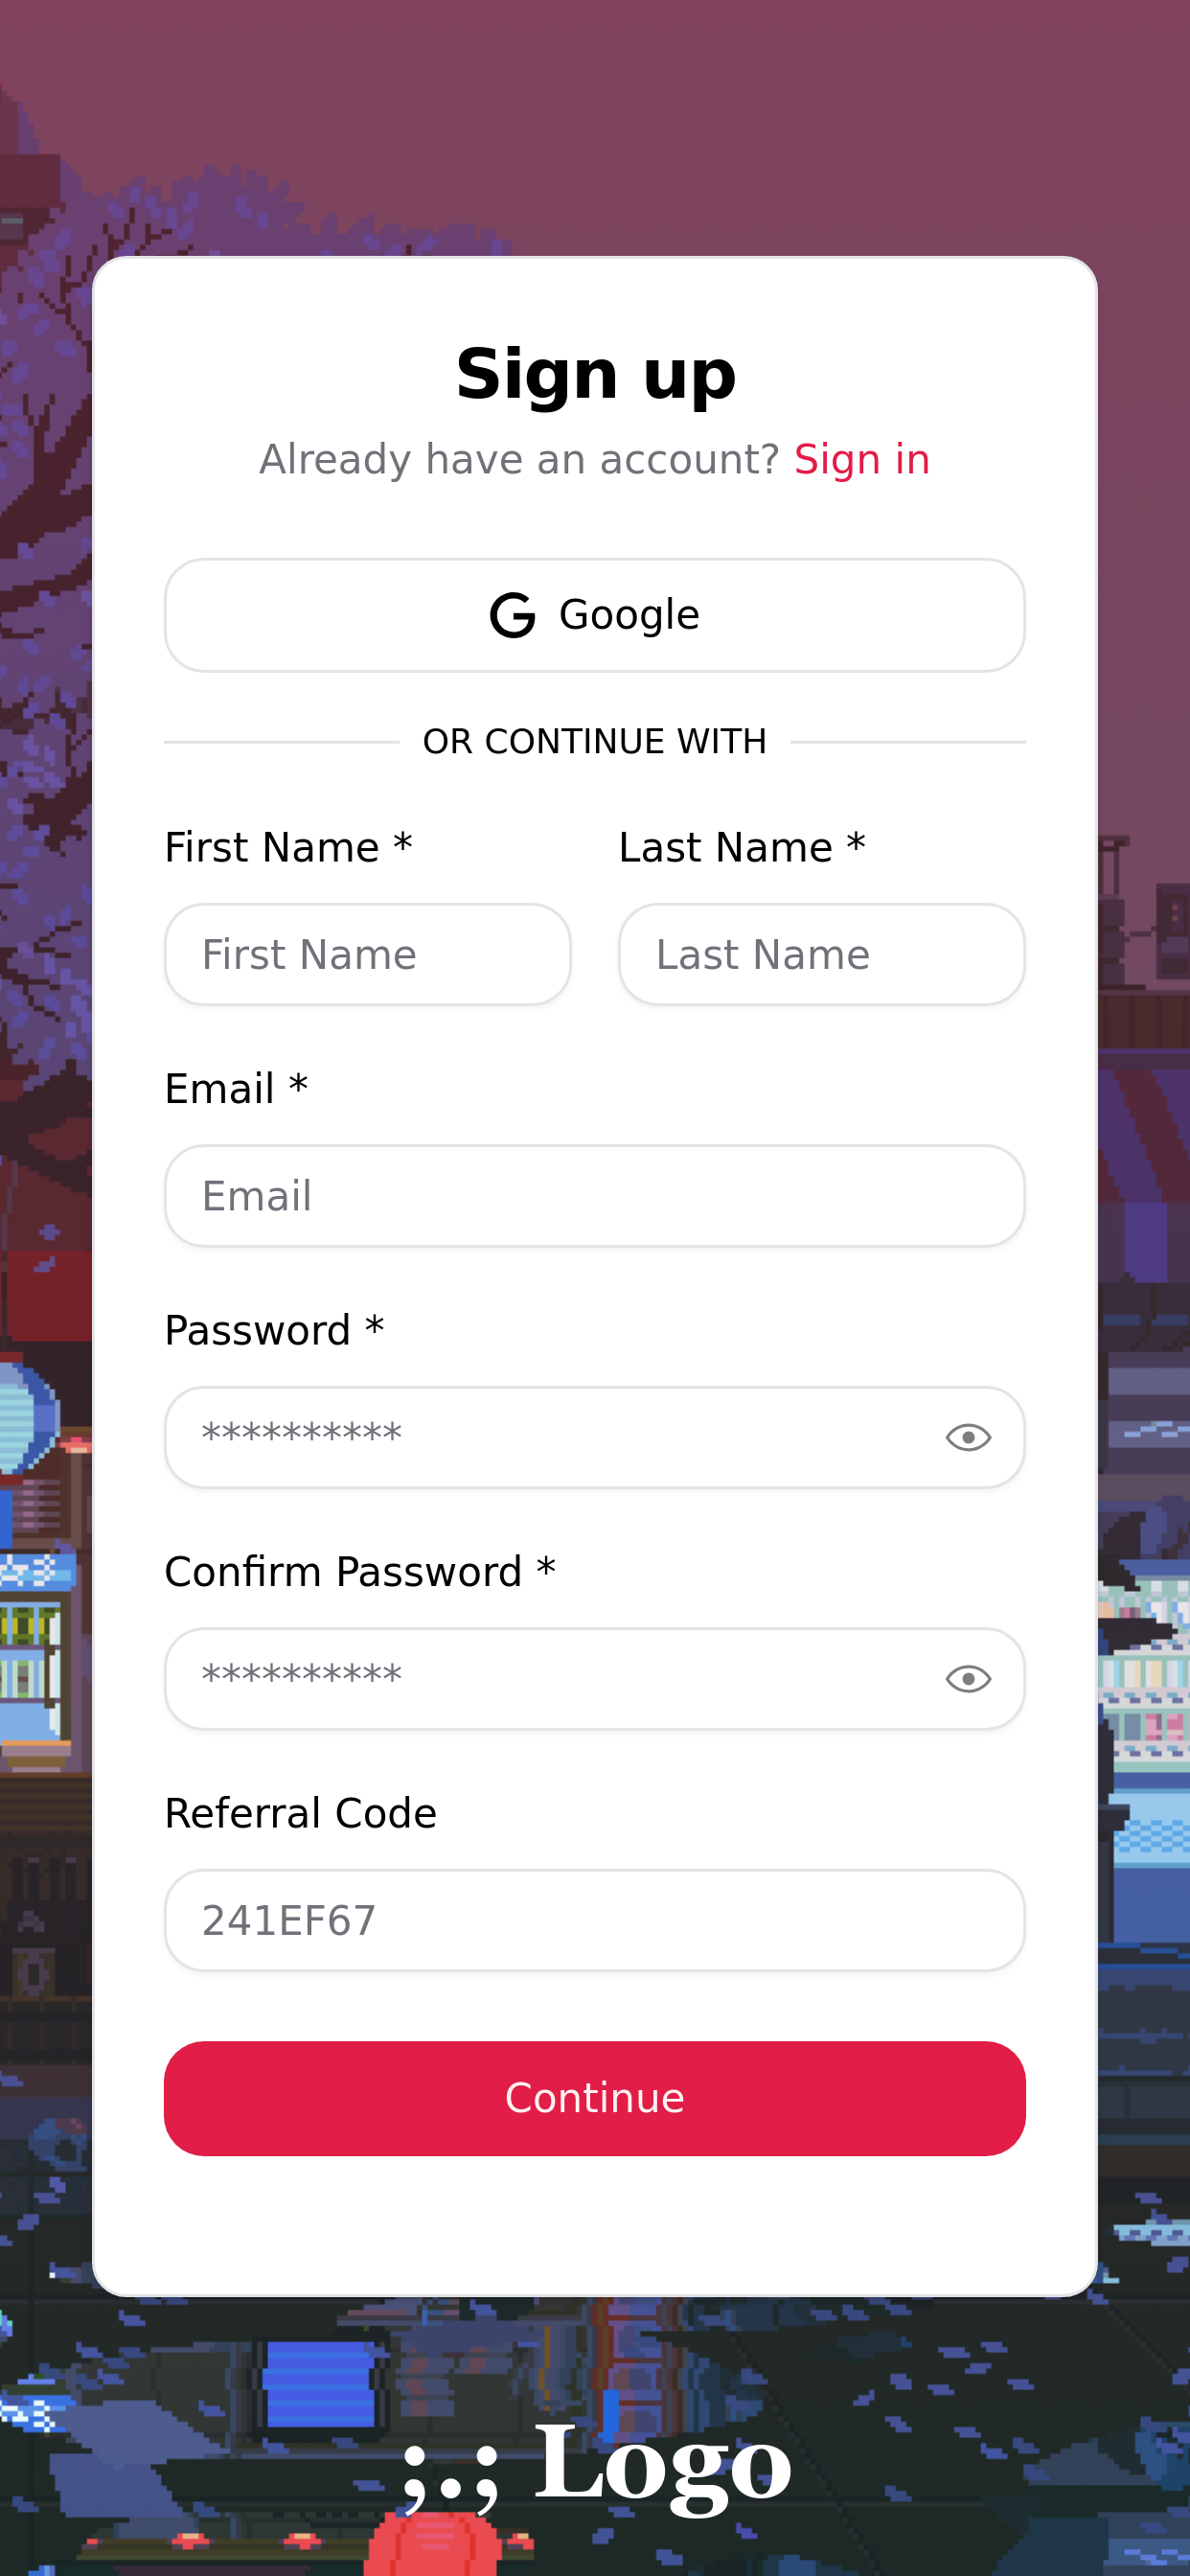 Sign up
Already have an account? Sign in
Google
OR CONTINUE WITH
First Name * Last Name *
First Name Last Name
Email *
Email
Password *
**********
Confirm Password *
**********
Referral Code
241EF67
Continue
;.; Logo